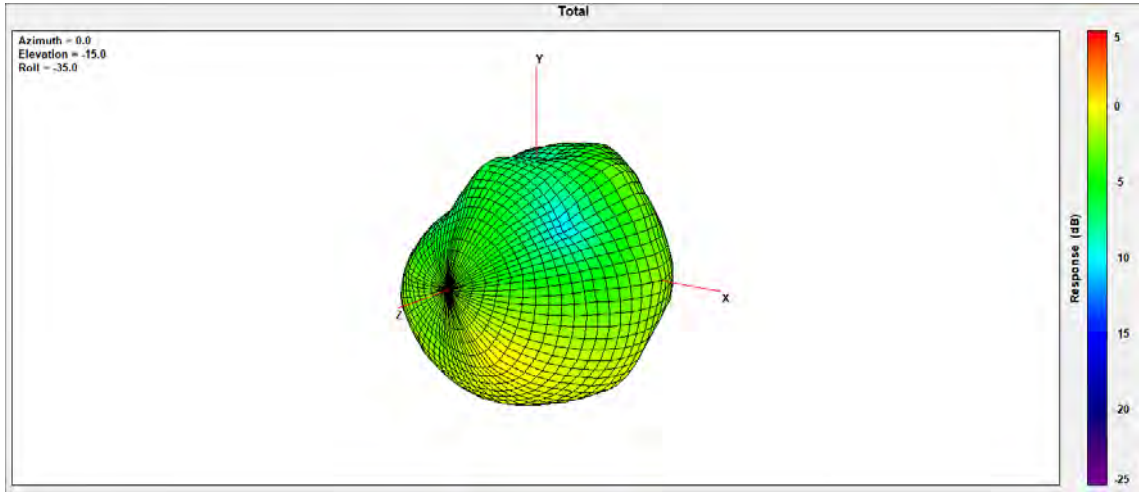 Total
Azimuth = 0.0
Elevation = -15.0
Roll = -35.0
Y
X
Z
5
0
5
10
15
-20
-25
Response (dB)